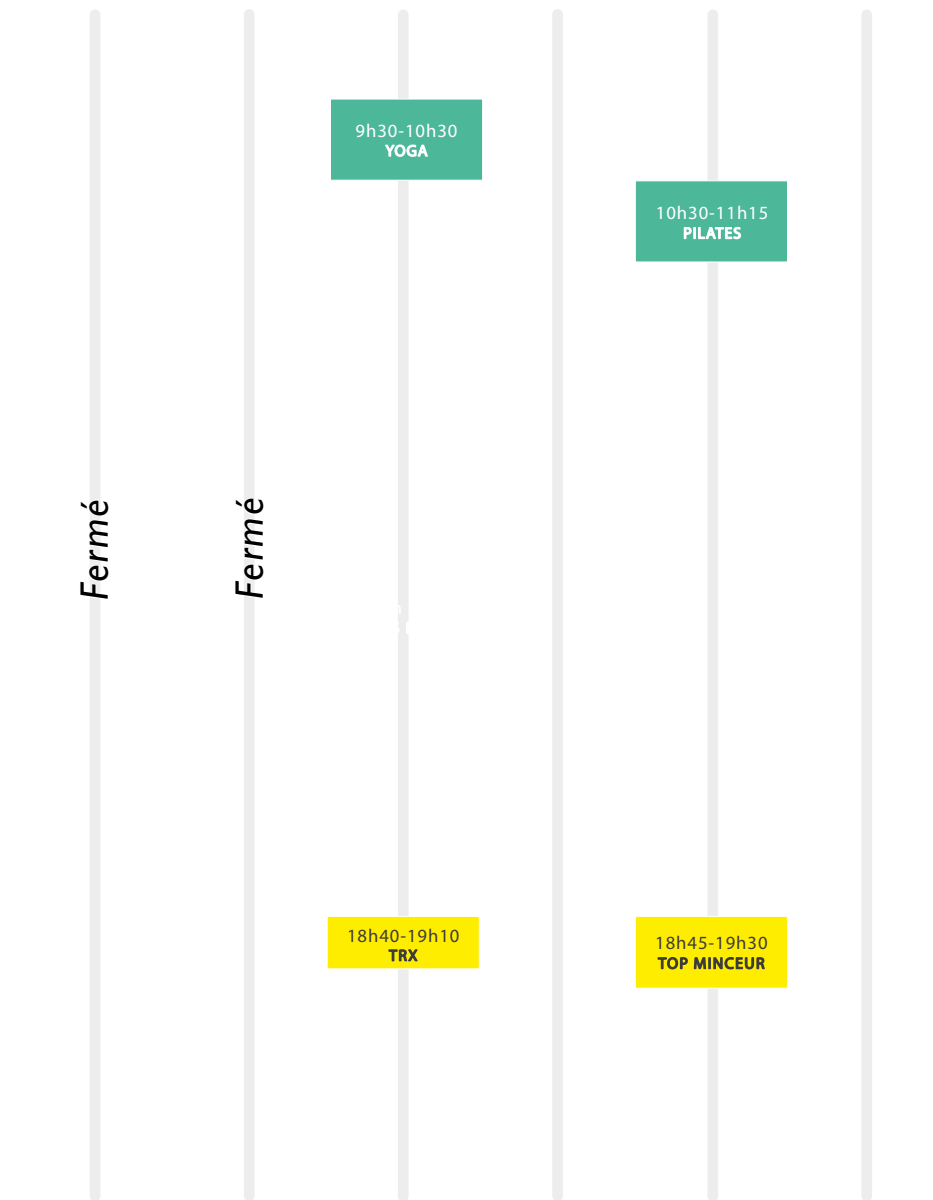 Fermé
Fermé
9h30-10h30
YOGA
18h40-19h10
TRX
10h30-11h15
PILATES
18h45-19h30
TOP MINCEUR